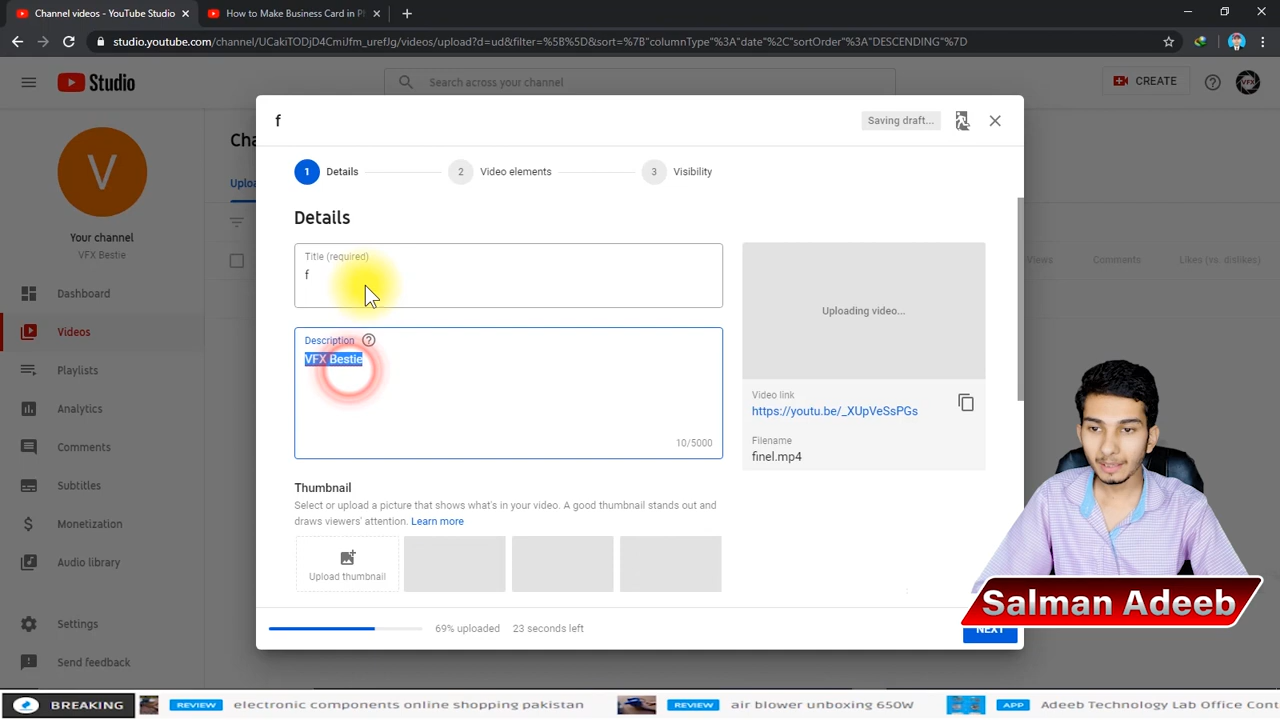 Channel videos - YouTube Studio
How to Make Business Card in P
studio.youtube.com/channel/UCakiTODjD4CmiJfm_urefJg/videos/upload?d=ud&filter=%5B%5D&sort=%7B"columnType"%3A"date"%2C"sortOrder"%3A"DESCENDING"%7D
Studio
Search across your channel
CREATE
VFX
f
Saving draft...
V
Your channel
VFX Bestie
Dashboard
Videos
Playlists
Analytics
Comments
Subtitles
Monetization
Audio library
Settings
Send feedback
Comments
Likes (vs. dislikes)
1 Details
2 Video elements
3 Visibility
Details
Title (required)
f
Description
VFX Bestie
10/5000
Uploading video...
Video link
https://youtu.be/_XUpVeSsPGs
Filename
finel.mp4
Thumbnail
Select or upload a picture that shows what's in your video. A good thumbnail stands out and
draws viewers' attention. Learn more
Upload thumbnail
69% uploaded 23 seconds left
NEXT
Salman Adeeb
BREAKING
REVIEW electronic components online shopping pakistan
REVIEW air blower unboxing 650W
APP Adeeb Technology Lab Office